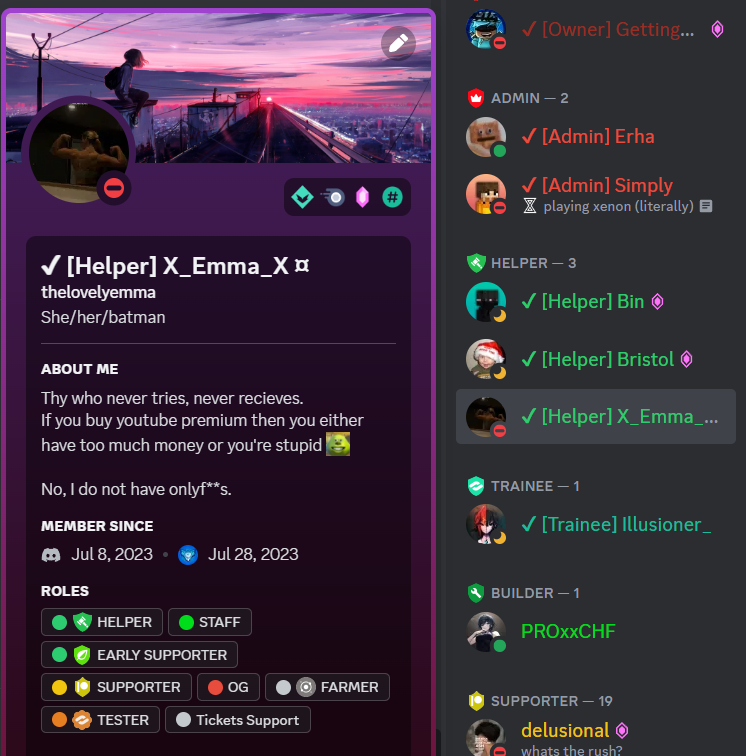 ✓ [Helper] X_Emma_X ¤
thelovelyemma
She/her/batman
ABOUT ME
Thy who never tries, never recieves.
If you buy youtube premium then you either
have too much money or you're stupid
No, I do not have onlyf**s.
MEMBER SINCE
Jul 8, 2023 • Jul 28, 2023
ROLES
HELPER STAFF
EARLY SUPPORTER
SUPPORTER OG FARMER
TESTER Tickets Support
✓ [Owner] Getting...
ADMIN — 2
✓ [Admin] Erha
✓ [Admin] Simply
playing xenon (literally)
HELPER — 3
✓ [Helper] Bin
✓ [Helper] Bristol
✓ [Helper] X_Emma_...
TRAINEE — 1
✓ [Trainee] Illusioner_
BUILDER — 1
PROxxCHF
SUPPORTER — 19
delusional
whats the rush?